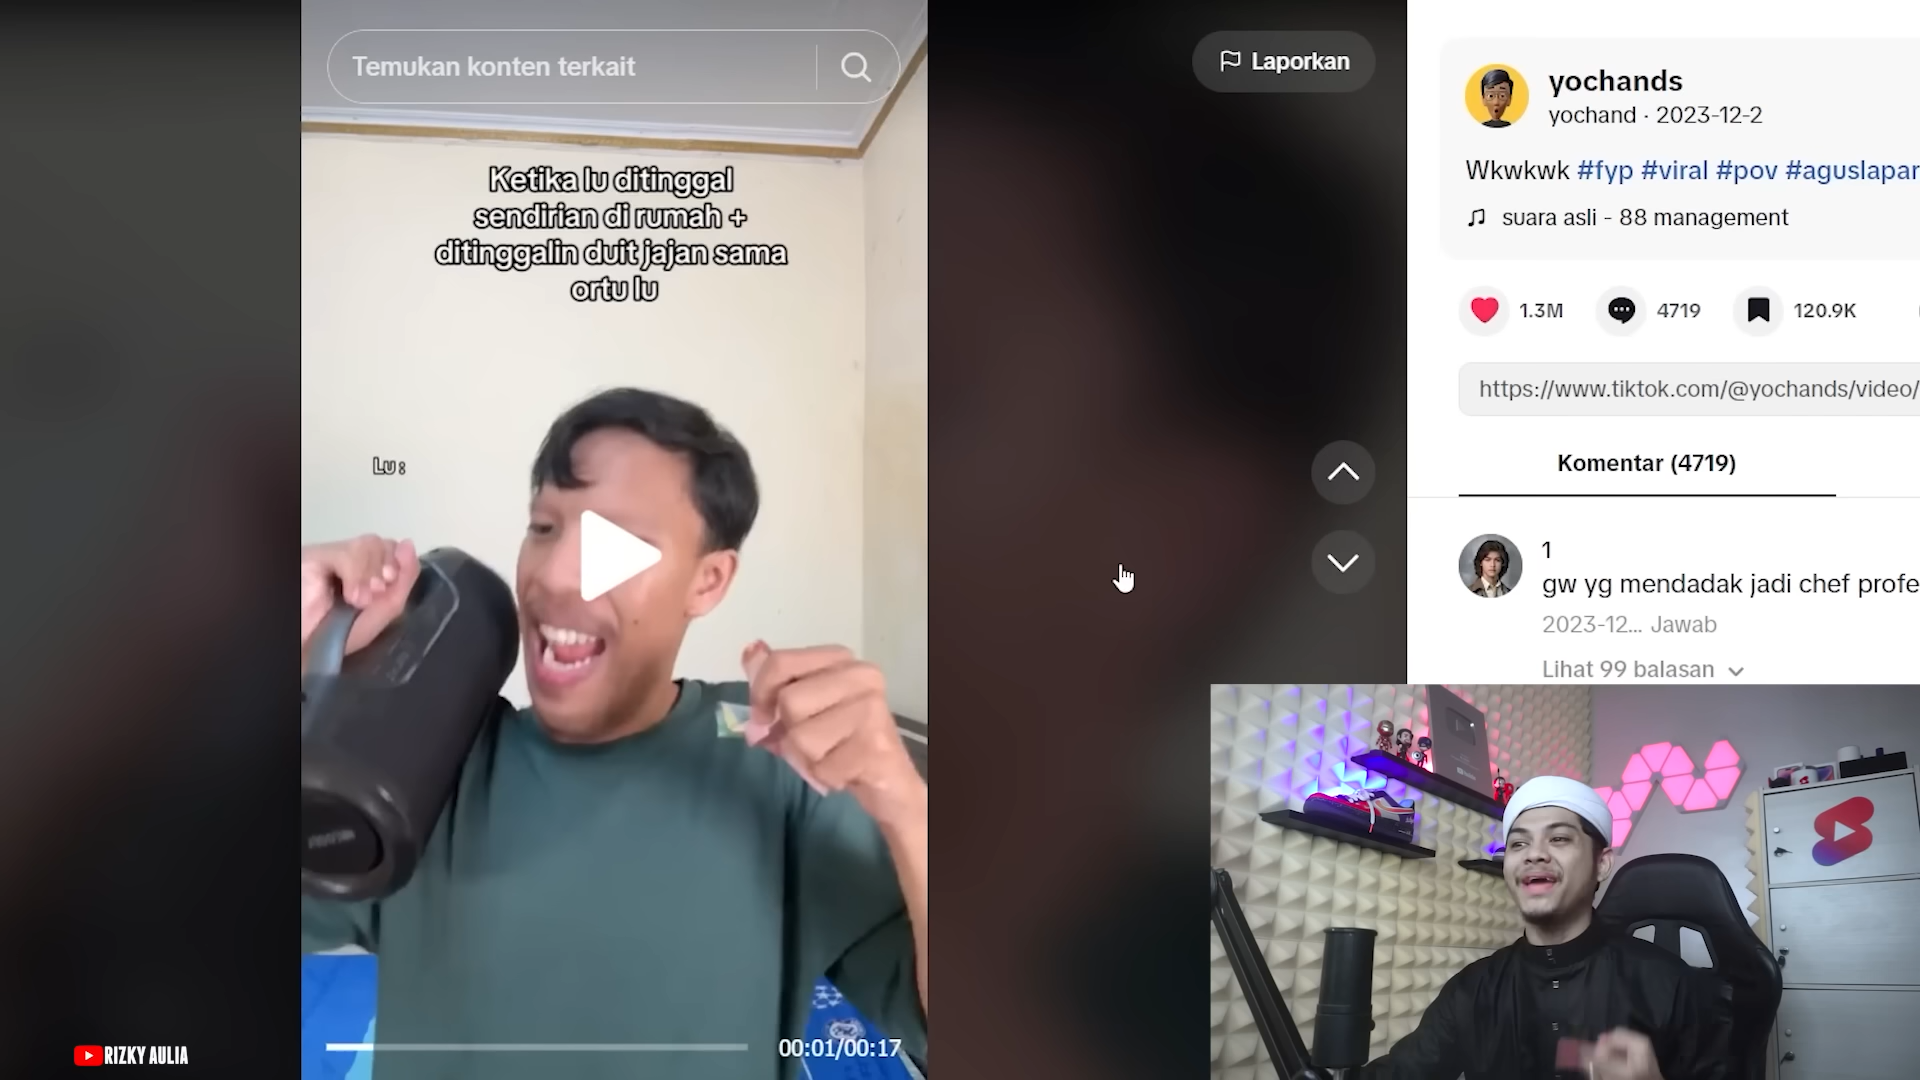 Temukan konten terkait
Laporkan
Ketika lu ditinggal
sendirian di rumah +
ditinggalin duit jajan sama
ortu lu
Lu :
00:01/00:17
RIZKY AULIA
yochands
yochand · 2023-12-2
Wkwkwk #fyp #viral #pov #aguslapar
suara asli - 88 management
1.3M
4719
120.9K
https://www.tiktok.com/@yochands/video/
Komentar (4719)
1
gw yg mendadak jadi chef profe
2023-12... Jawab
Lihat 99 balasan